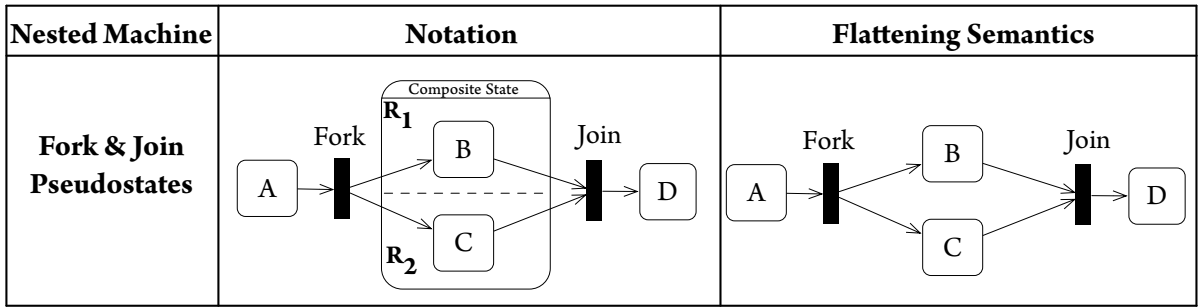 Nested Machine
Notation
Flattening Semantics
Fork & Join
Pseudostates
Composite State
R1
Fork
B
Join
A
D
C
R2
Fork
B
Join
A
D
C